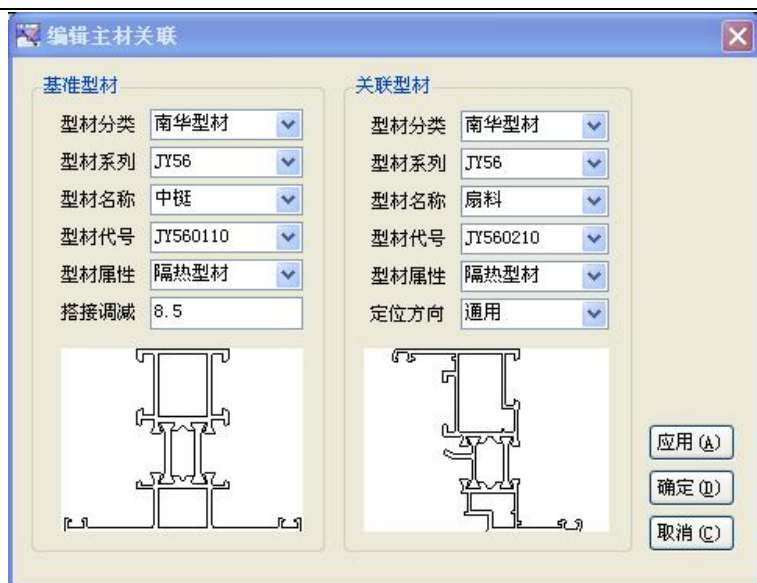 编辑主材关联
基准型材
型材分类 南华型材
型材系列 JY56
型材名称 中梃
型材代号 JY560110
型材属性 隔热型材
搭接调减 8.5
关联型材
型材分类 南华型材
型材系列 JY56
型材名称 扇料
型材代号 JY560210
型材属性 隔热型材
定位方向 通用
应用(A)
确定(D)
取消(C)